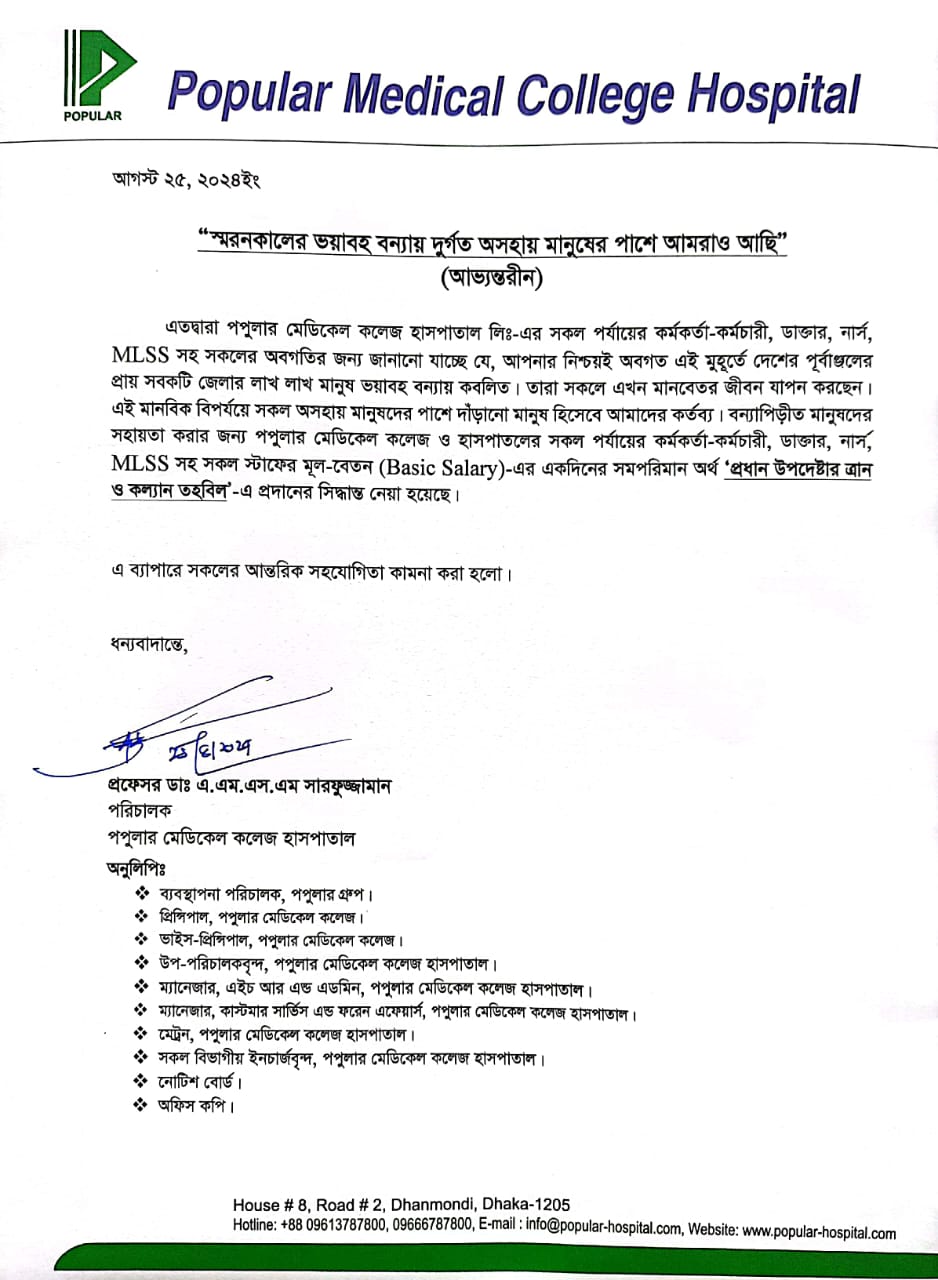 POPULAR
Popular Medical College Hospital
আগস্ট ২৫, ২০২৪ইং
“স্মরনকালের ভয়াবহ বন্যায় দুর্গত অসহায় মানুষের পাশে আমরাও আছি”
(আভ্যন্তরীন)
এতদ্বারা পপুলার মেডিকেল কলেজ হাসপাতাল লিঃ-এর সকল পর্যায়ের কর্মকর্তা-কর্মচারী, ডাক্তার, নার্স,
MLSS সহ সকলের অবগতির জন্য জানানো যাচ্ছে যে, আপনার নিশ্চয়ই অবগত এই মুহূর্তে দেশের পূর্বাঞ্চলের
প্রায় সবকটি জেলার লাখ লাখ মানুষ ভয়াবহ বন্যায় কবলিত। তারা সকলে এখন মানবেতর জীবন যাপন করছেন।
এই মানবিক বিপর্যয়ে সকল অসহায় মানুষদের পাশে দাঁড়ানো মানুষ হিসেবে আমাদের কর্তব্য। বন্যাপিড়ীত মানুষদের
সহায়তা করার জন্য পপুলার মেডিকেল কলেজ ও হাসপতালের সকল পর্যায়ের কর্মকর্তা-কর্মচারী, ডাক্তার, নার্স,
MLSS সহ সকল স্টাফের মূল-বেতন (Basic Salary)-এর একদিনের সমপরিমান অর্থ ‘প্রধান উপদেষ্টার ত্রান
ও কল্যান তহবিল’-এ প্রদানের সিদ্ধান্ত নেয়া হয়েছে।
এ ব্যাপারে সকলের আন্তরিক সহযোগিতা কামনা করা হলো।
ধন্যবাদান্তে,
প্রফেসর ডাঃ এ.এম.এস.এম সারফুজ্জামান
পরিচালক
পপুলার মেডিকেল কলেজ হাসপাতাল
অনুলিপিঃ
❖ ব্যবস্থাপনা পরিচালক, পপুলার গ্রুপ।
❖ প্রিন্সিপাল, পপুলার মেডিকেল কলেজ।
❖ ভাইস-প্রিন্সিপাল, পপুলার মেডিকেল কলেজ।
❖ উপ-পরিচালকবৃন্দ, পপুলার মেডিকেল কলেজ হাসপাতাল।
❖ ম্যানেজার, এইচ আর এন্ড এডমিন, পপুলার মেডিকেল কলেজ হাসপাতাল।
❖ ম্যানেজার, কাস্টমার সার্ভিস এন্ড ফরেন এফেয়ার্স, পপুলার মেডিকেল কলেজ হাসপাতাল।
❖ মেট্রন, পপুলার মেডিকেল কলেজ হাসপাতাল।
❖ সকল বিভাগীয় ইনচার্জবৃন্দ, পপুলার মেডিকেল কলেজ হাসপাতাল।
❖ নোটিশ বোর্ড।
❖ অফিস কপি।
House # 8, Road # 2, Dhanmondi, Dhaka-1205
Hotline: +88 09613787800, 09666787800, E-mail : info@popular-hospital.com, Website: www.popular-hospital.com